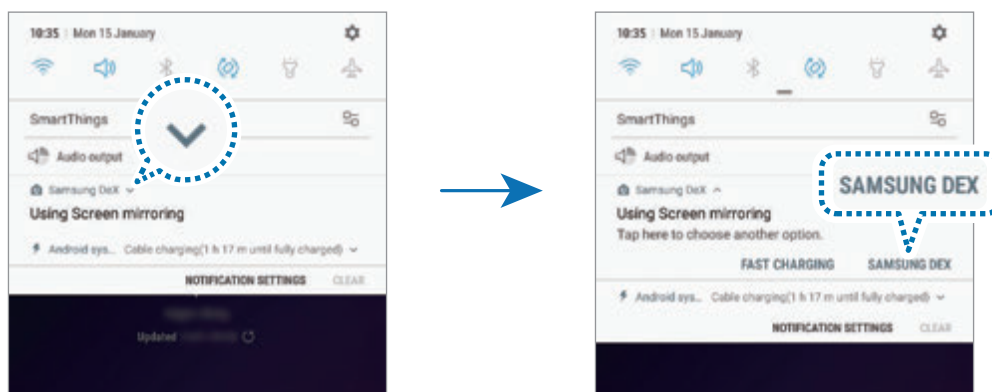 10:35 | Mon 15 January
SmartThings
Audio output
Samsung DeX
Using Screen mirroring
Android sys... Cable charging(1 h 17 m until fully charged)
NOTIFICATION SETTINGS CLEAR
Updated
10:35 | Mon 15 January
SmartThings
Audio output
SAMSUNG DEX
Samsung DeX
Using Screen mirroring
Tap here to choose another option.
FAST CHARGING SAMSUNG DEX
Android sys... Cable charging(1 h 17 m until fully charged)
NOTIFICATION SETTINGS CLEAR